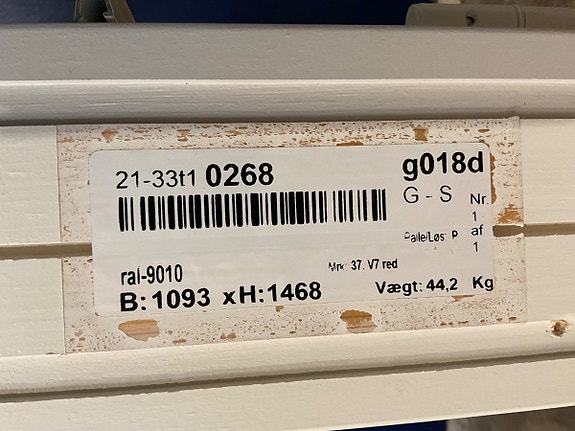 21-33t1 0268
g018d
G - S
Nr.
1
af
1
Palle/Løs: P
ral-9010
Mrk: 37. V7 red
B: 1093 xH: 1468
Vægt: 44,2 Kg